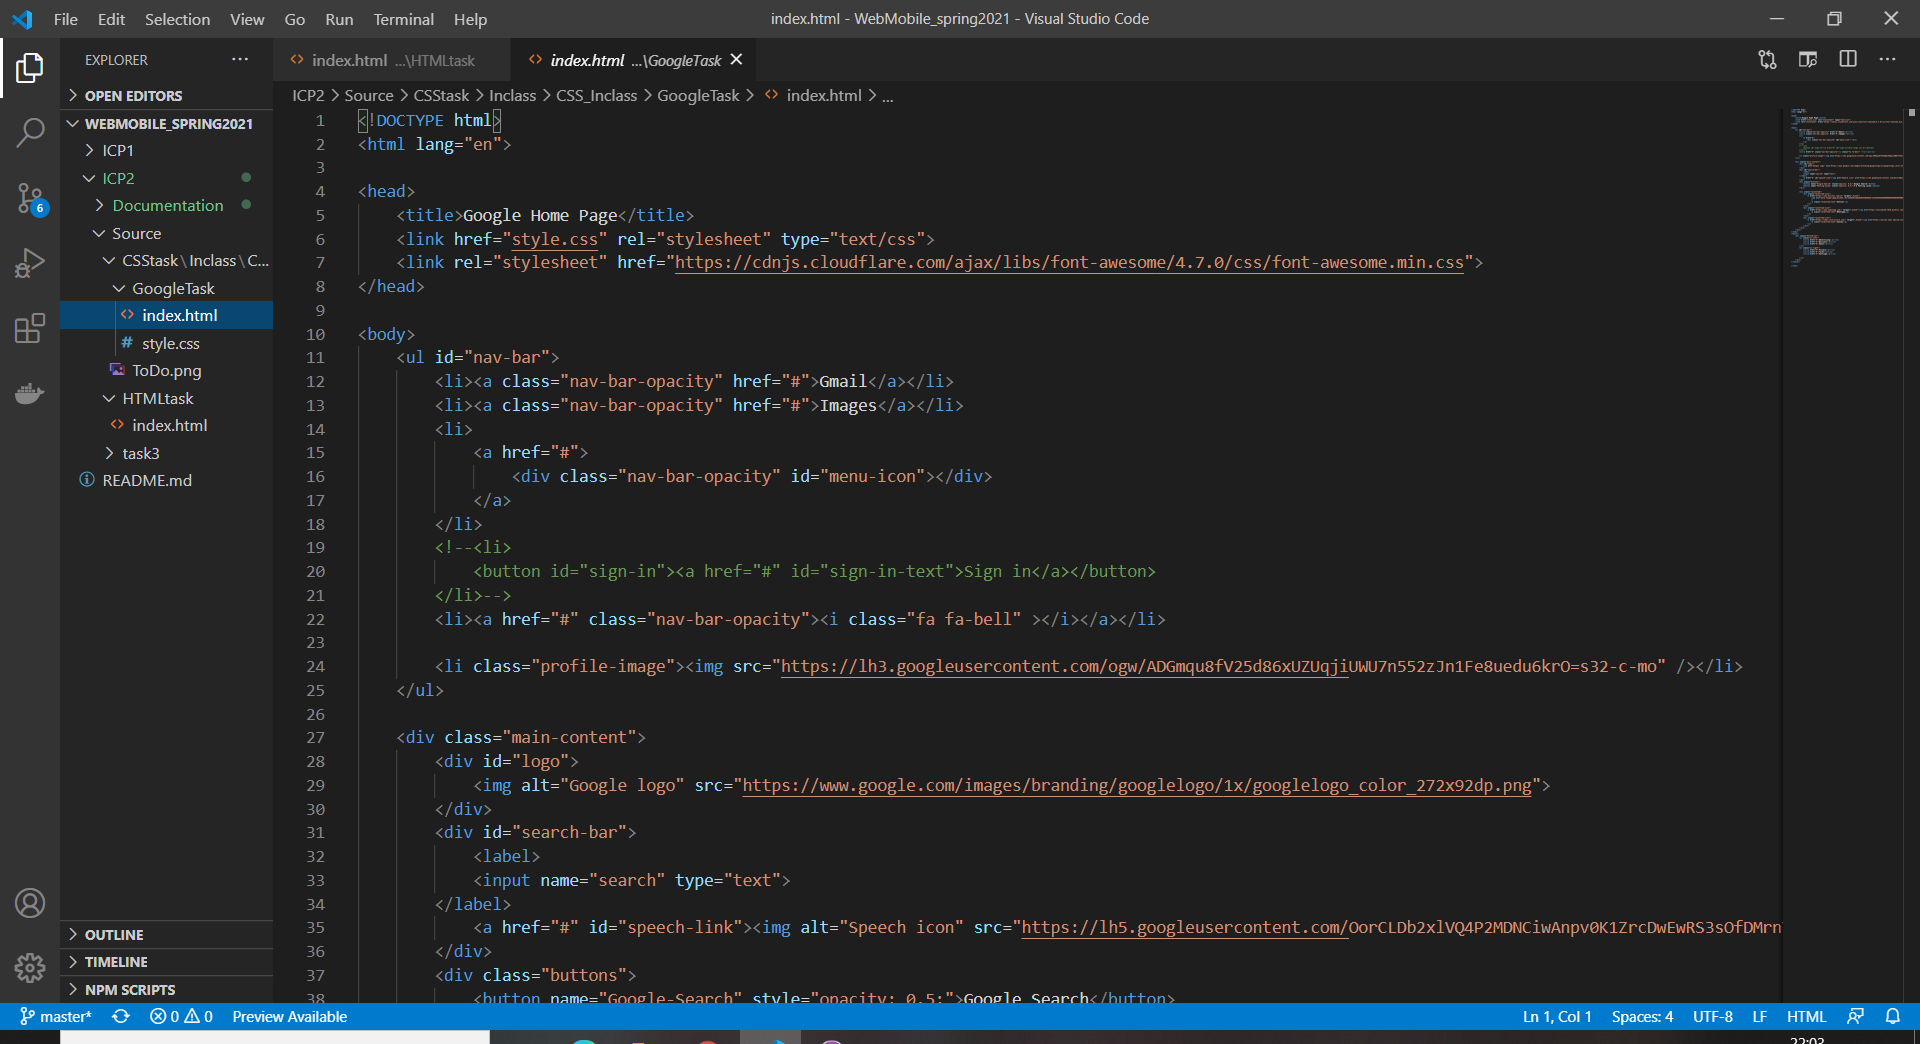 File Edit Selection View Go Run Terminal Help
index.html - WebMobile_spring2021 - Visual Studio Code
EXPLORER
OPEN EDITORS
WEBMOBILE_SPRING2021
ICP1
ICP2
Documentation
Source
CSStask\Inclass\C...
GoogleTask
index.html
style.css
ToDo.png
HTMLtask
index.html
task3
README.md
OUTLINE
TIMELINE
NPM SCRIPTS
6
index.html ...\HTMLtask
index.html ...\GoogleTask
ICP2 > Source > CSStask > Inclass > CSS_Inclass > GoogleTask > index.html > ...
1 <!DOCTYPE html>
2 <html lang="en">
3
4 <head>
5 <title>Google Home Page</title>
6 <link href="style.css" rel="stylesheet" type="text/css">
7 <link rel="stylesheet" href="https://cdnjs.cloudflare.com/ajax/libs/font-awesome/4.7.0/css/font-awesome.min.css">
8 </head>
9
10 <body>
11 <ul id="nav-bar">
12 <li><a class="nav-bar-opacity" href="#">Gmail</a></li>
13 <li><a class="nav-bar-opacity" href="#">Images</a></li>
14 <li>
15 <a href="#">
16 <div class="nav-bar-opacity" id="menu-icon"></div>
17 </a>
18 </li>
19 <!--<li>
20 <button id="sign-in"><a href="#" id="sign-in-text">Sign in</a></button>
21 </li>-->
22 <li><a href="#" class="nav-bar-opacity"><i class="fa fa-bell" ></i></a></li>
23
24 <li class="profile-image"><img src="https://lh3.googleusercontent.com/ogw/ADGmqu8fV25d86xUZUqjiUWU7n552zJn1Fe8uedu6krO=s32-c-mo" /></li>
25 </ul>
26
27 <div class="main-content">
28 <div id="logo">
29 <img alt="Google logo" src="https://www.google.com/images/branding/googlelogo/1x/googlelogo_color_272x92dp.png">
30 </div>
31 <div id="search-bar">
32 <label>
33 <input name="search" type="text">
34 </label>
35 <a href="#" id="speech-link"><img alt="Speech icon" src="https://lh5.googleusercontent.com/OorCLDb2xlVQ4P2MDNCiwAnpv0K1ZrcDwEwRS3sOfDMrn
36 </div>
37 <div class="buttons">
38 <button name="Google-Search" style="opacity: 0.5;">Google Search</button>
master* 0 0 Preview Available
Ln 1, Col 1 Spaces: 4 UTF-8 LF HTML
22:03